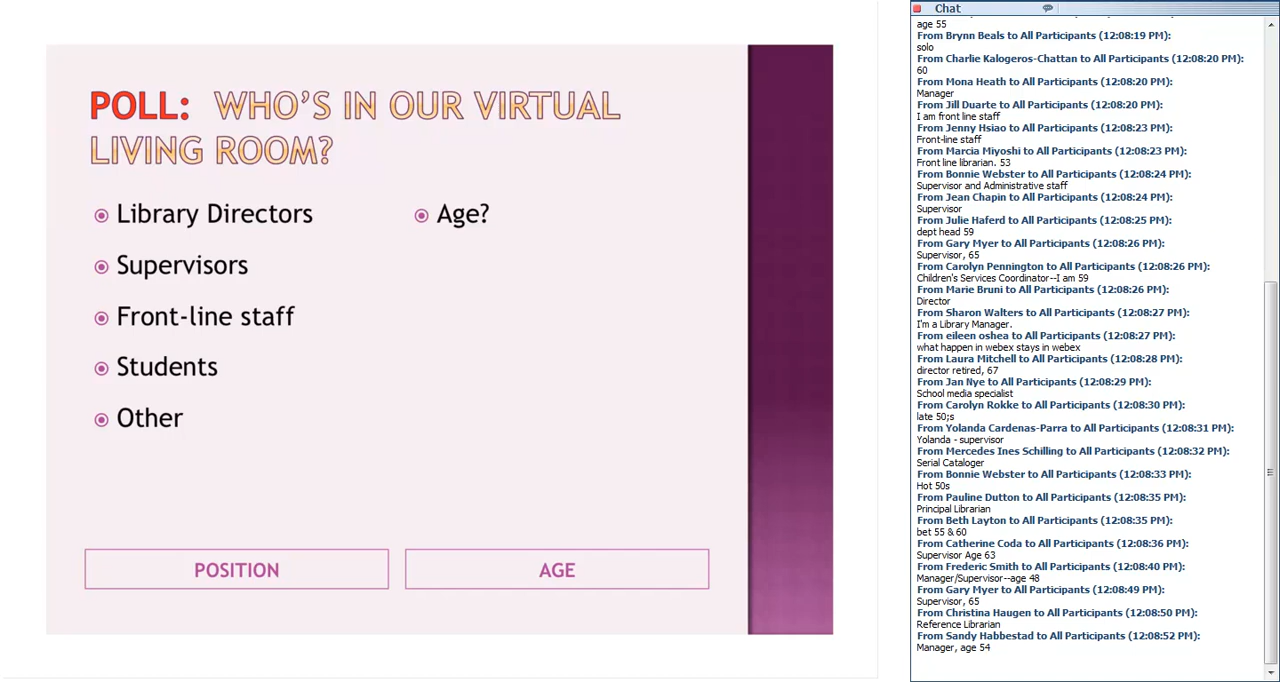 POLL: WHO'S IN OUR VIRTUAL
LIVING ROOM?
Library Directors
Supervisors
Front-line staff
Students
Other
Age?
POSITION
AGE
Chat
age 55
From Brynn Beals to All Participants (12:08:19 PM):
solo
From Charlie Kalogeros-Chattan to All Participants (12:08:20 PM):
60
From Mona Heath to All Participants (12:08:20 PM):
Manager
From Jill Duarte to All Participants (12:08:20 PM):
I am front line staff
From Jenny Hsiao to All Participants (12:08:23 PM):
Front-line staff
From Marcia Miyoshi to All Participants (12:08:23 PM):
Front line librarian. 53
From Bonnie Webster to All Participants (12:08:24 PM):
Supervisor and Administrative staff
From Jean Chapin to All Participants (12:08:24 PM):
Supervisor
From Julie Haferd to All Participants (12:08:25 PM):
dept head 59
From Gary Myer to All Participants (12:08:26 PM):
Supervisor, 65
From Carolyn Pennington to All Participants (12:08:26 PM):
Children's Services Coordinator--I am 59
From Marie Bruni to All Participants (12:08:26 PM):
Director
From Sharon Walters to All Participants (12:08:27 PM):
I'm a Library Manager.
From eileen oshea to All Participants (12:08:27 PM):
what happen in webex stays in webex
From Laura Mitchell to All Participants (12:08:28 PM):
director retired, 67
From Jan Nye to All Participants (12:08:29 PM):
School media specialist
From Carolyn Rokke to All Participants (12:08:30 PM):
late 50;s
From Yolanda Cardenas-Parra to All Participants (12:08:31 PM):
Yolanda - supervisor
From Mercedes Ines Schilling to All Participants (12:08:32 PM):
Serial Cataloger
From Bonnie Webster to All Participants (12:08:33 PM):
Hot 50s
From Pauline Dutton to All Participants (12:08:35 PM):
Principal Librarian
From Beth Layton to All Participants (12:08:35 PM):
bet 55 & 60
From Catherine Coda to All Participants (12:08:36 PM):
Supervisor Age 63
From Frederic Smith to All Participants (12:08:40 PM):
Manager/Supervisor--age 48
From Gary Myer to All Participants (12:08:49 PM):
Supervisor, 65
From Christina Haugen to All Participants (12:08:50 PM):
Reference Librarian
From Sandy Habbestad to All Participants (12:08:52 PM):
Manager, age 54